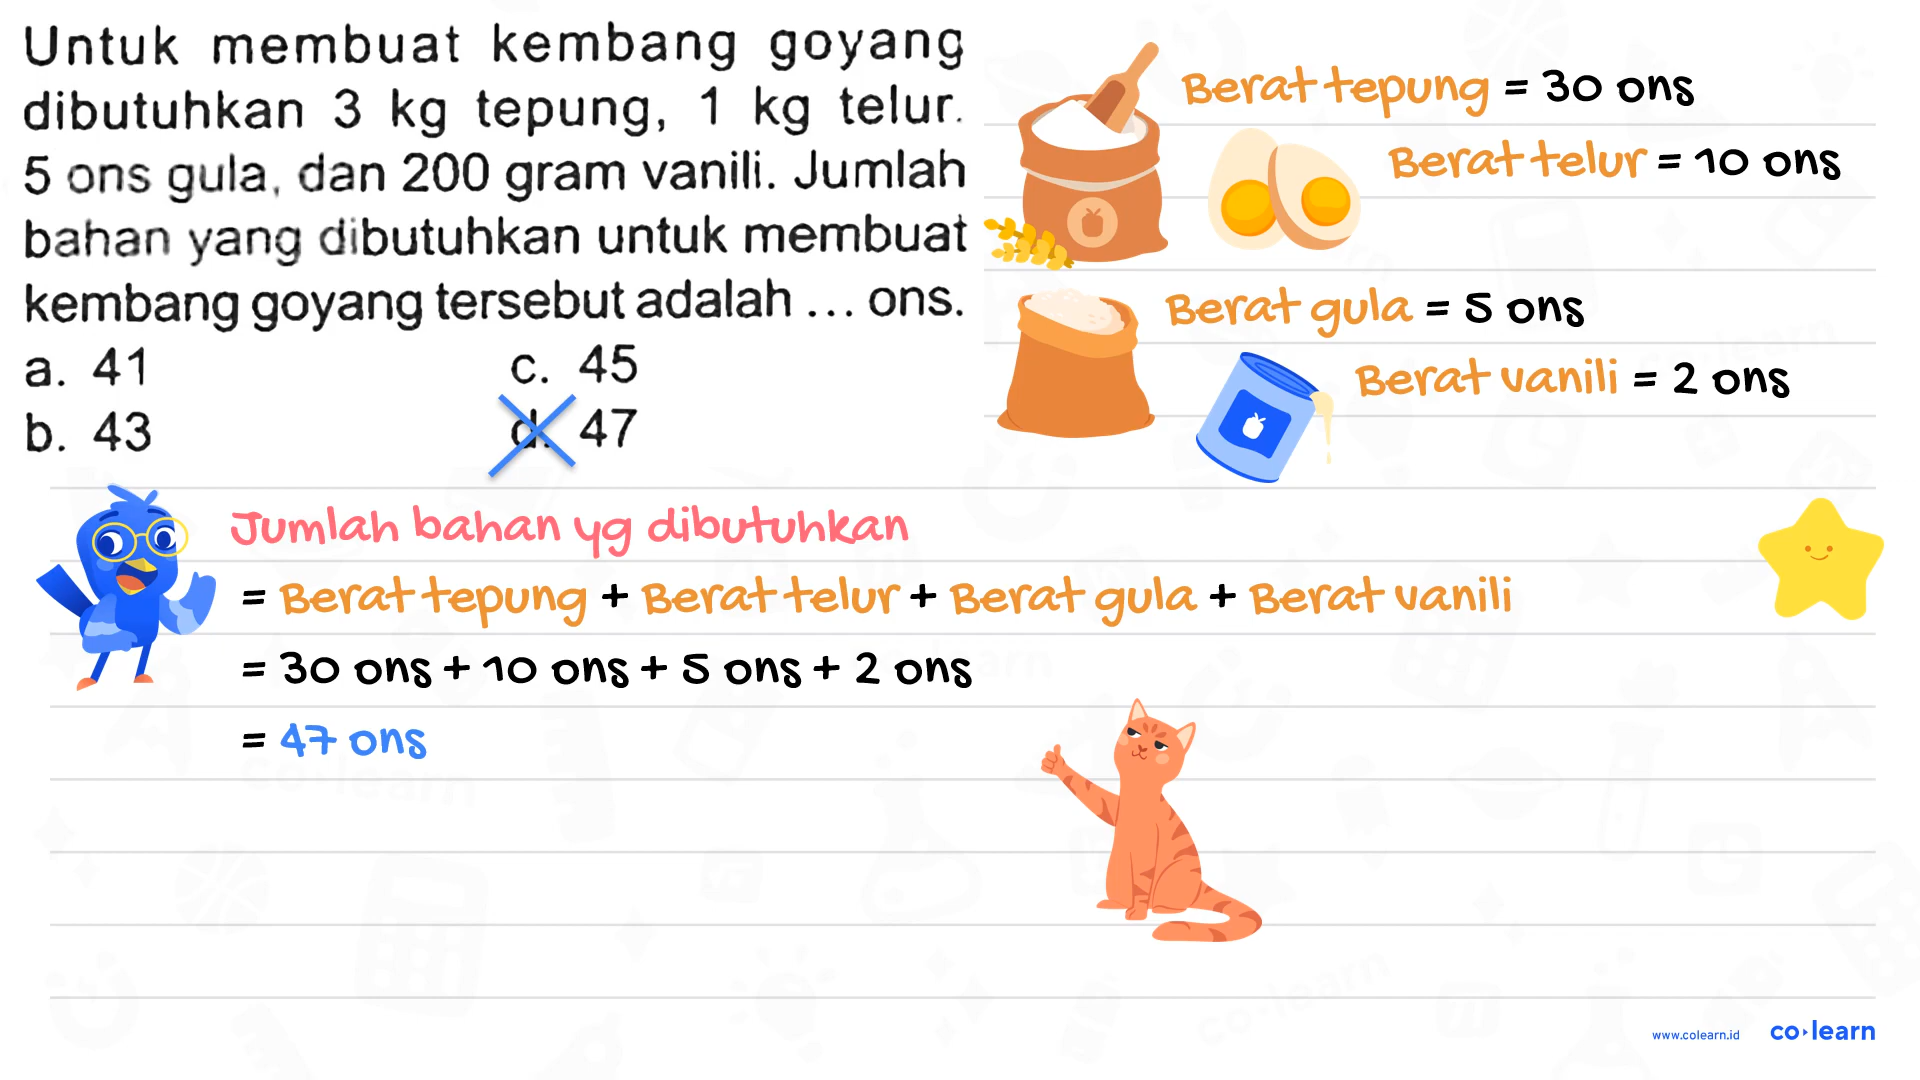 Untuk membuat kembang goyang
dibutuhkan 3 kg tepung, 1 kg telur.
5 ons gula, dan 200 gram vanili. Jumlah
bahan yang dibutuhkan untuk membuat
kembang goyang tersebut adalah ... ons.
a. 41
c. 45
b. 43
d. 47
Berat tepung = 30 ons
Berat telur = 10 ons
Berat gula = 5 ons
Berat vanili = 2 ons
Jumlah bahan yg dibutuhkan
= Berat tepung + Berat telur + Berat gula + Berat vanili
= 30 ons + 10 ons + 5 ons + 2 ons
= 47 ons
www.colearn.id
co learn